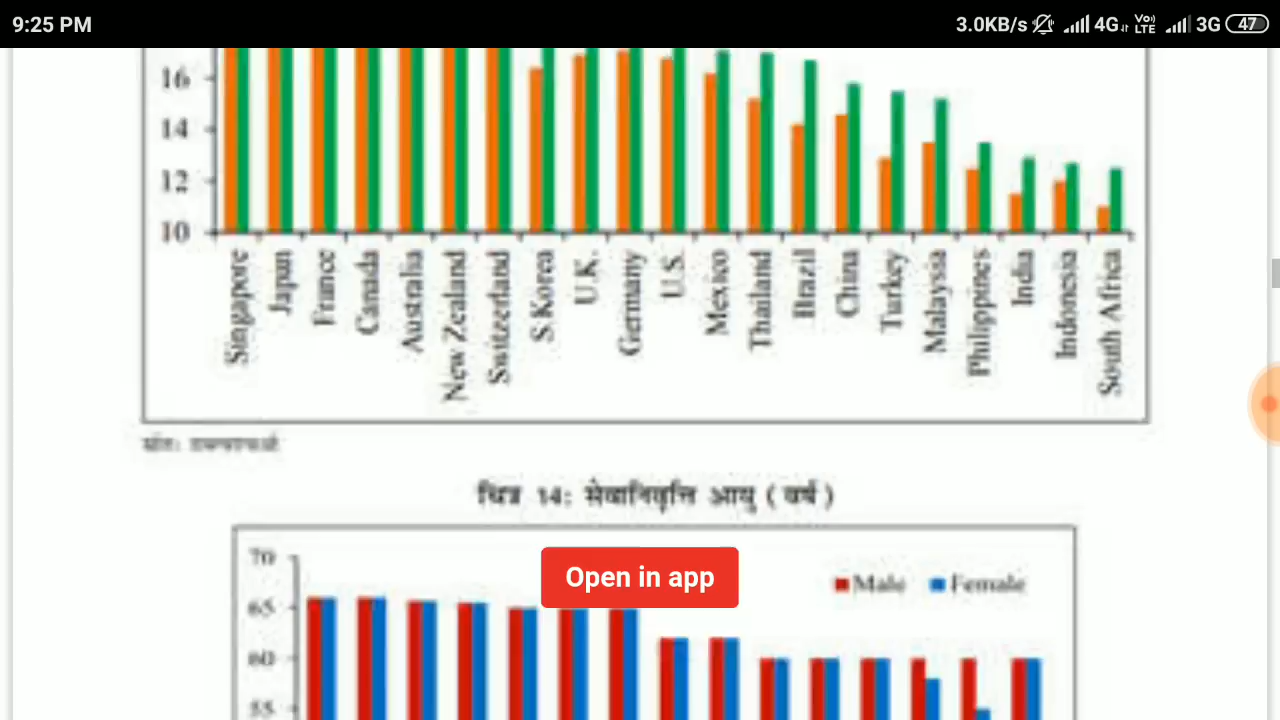 9:25 PM 3.0KB/s 4G Vo) LTE 3G 47
16
14
12
10
Singapore Japan France Canada Australia New Zealand Switzerland S.Korea U.K. Germany U.S. Mexico Thailand Brazil China Turkey Malaysia Philippines India Indonesia South Africa
चित्र 14: सेवानिवृत्ति आयु ( वर्ष )
70
Open in app
Male Female
65
60
55